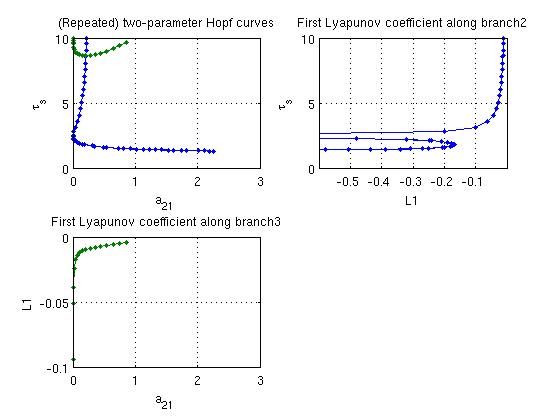 (Repeated) two-parameter Hopf curves
10
5
0
τs
0 1 2 3
a21
First Lyapunov coefficient along branch2
10
5
0
τs
-0.5 -0.4 -0.3 -0.2 -0.1
L1
First Lyapunov coefficient along branch3
0
-0.05
-0.1
L1
0 1 2 3
a21